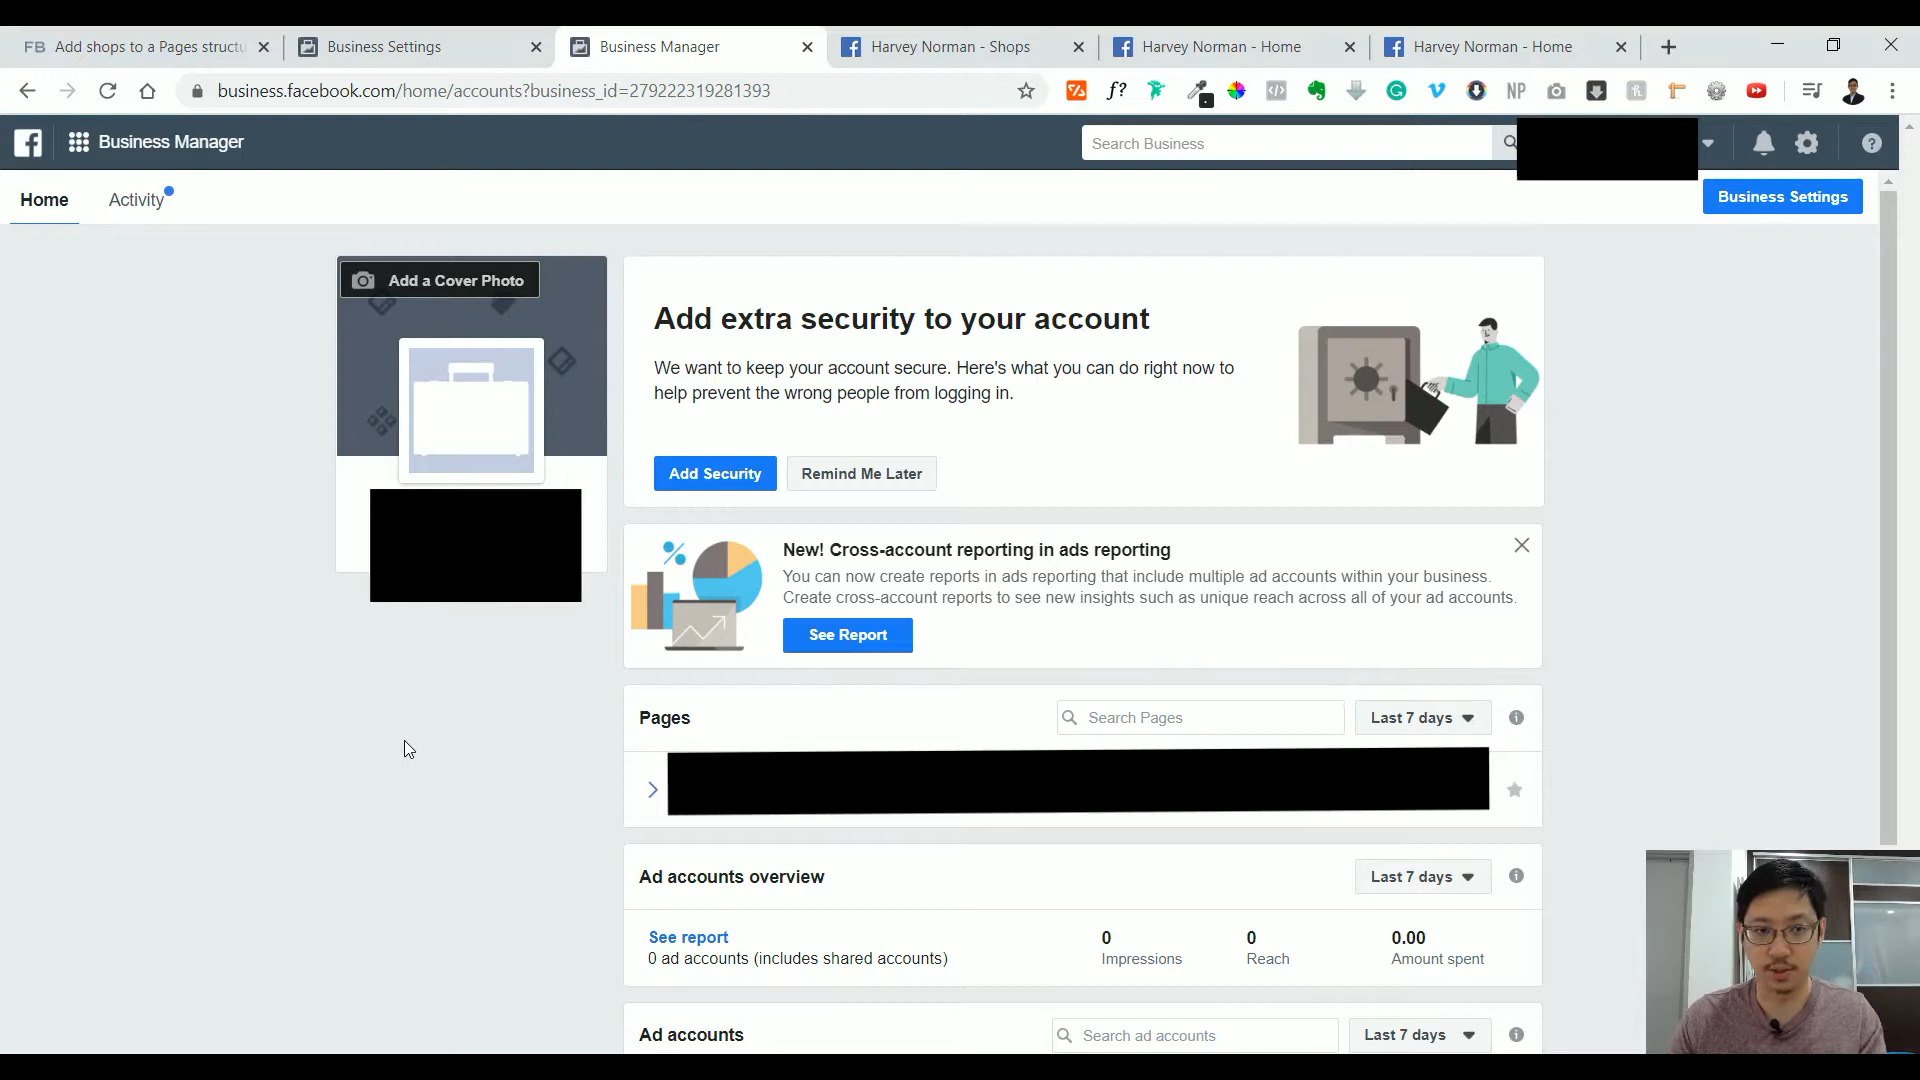 FB Add shops to a Pages structu
Business Settings
Business Manager
Harvey Norman - Shops
Harvey Norman - Home
Harvey Norman - Home
business.facebook.com/home/accounts?business_id=279222319281393
f?
NP
Business Manager
Search Business
Home
Activity
Business Settings
Add a Cover Photo
Add extra security to your account
We want to keep your account secure. Here's what you can do right now to
help prevent the wrong people from logging in.
Add Security
Remind Me Later
New! Cross-account reporting in ads reporting
You can now create reports in ads reporting that include multiple ad accounts within your business.
Create cross-account reports to see new insights such as unique reach across all of your ad accounts.
See Report
Pages
Search Pages
Last 7 days
Ad accounts overview
Last 7 days
See report
0 ad accounts (includes shared accounts)
0
Impressions
0
Reach
0.00
Amount spent
Ad accounts
Search ad accounts
Last 7 days